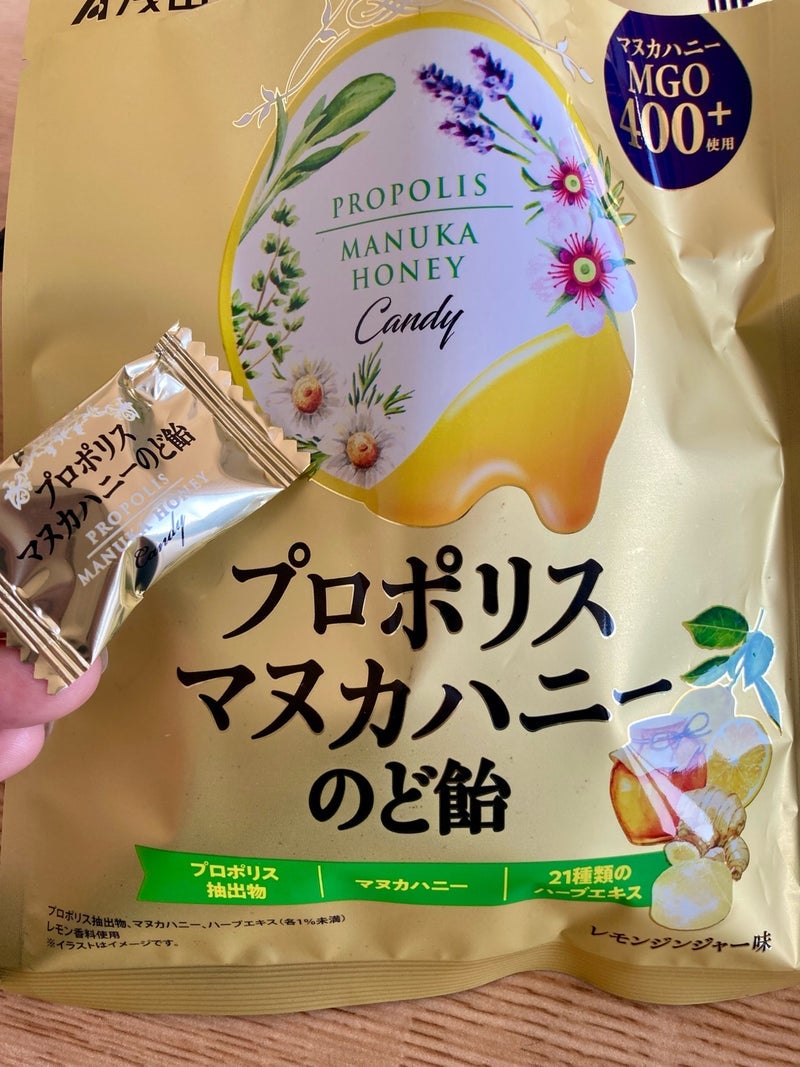 マヌカハニー
MGO
400+
使用
PROPOLIS
MANUKA
HONEY
Candy
プロポリス
マヌカハニーのど飴
PROPOLIS
MANUKA HONEY
Candy
プロポリス
マヌカハニー
のど飴
プロポリス
抽出物
マヌカハニー
21種類の
ハーブエキス
プロポリス抽出物、マヌカハニー、ハーブエキス(各1%未満)
レモン香料使用
※イラストはイメージです。
レモンジンジャー味